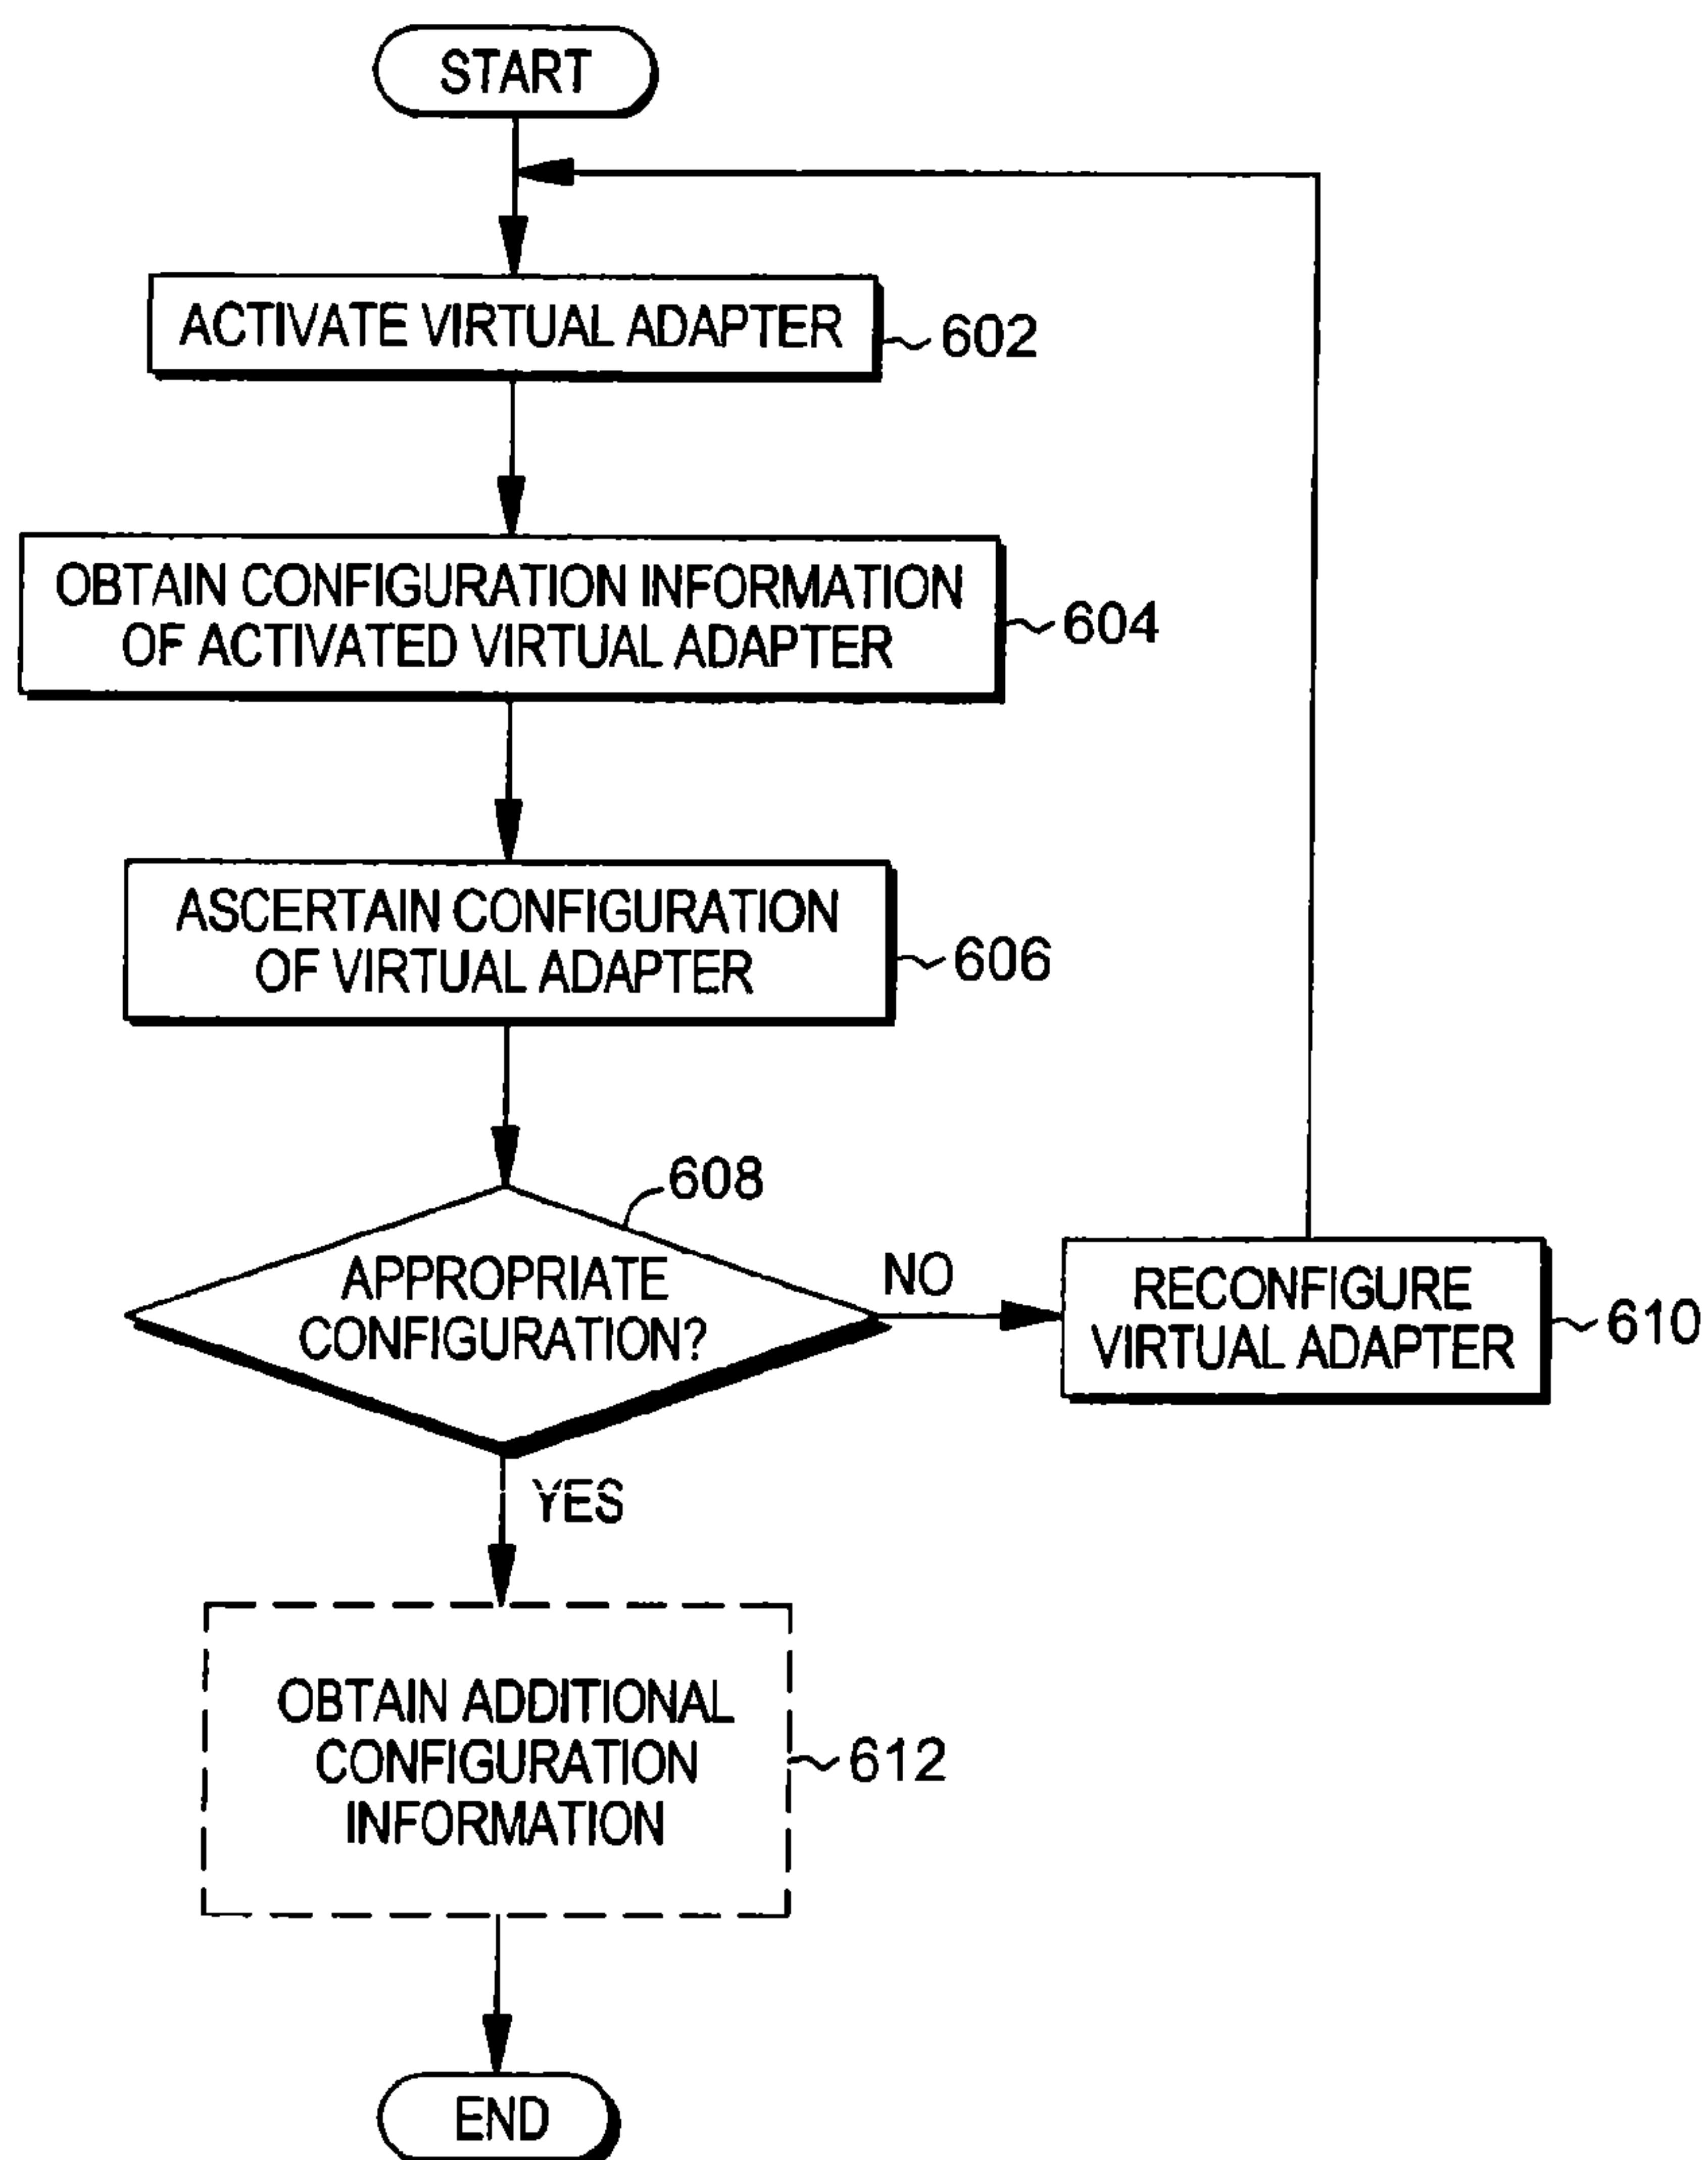 START
ACTIVATE VIRTUAL ADAPTER
602
OBTAIN CONFIGURATION INFORMATION
OF ACTIVATED VIRTUAL ADAPTER
604
ASCERTAIN CONFIGURATION
OF VIRTUAL ADAPTER
606
608
APPROPRIATE
CONFIGURATION?
NO
RECONFIGURE
VIRTUAL ADAPTER
610
YES
OBTAIN ADDITIONAL
CONFIGURATION
INFORMATION
612
END